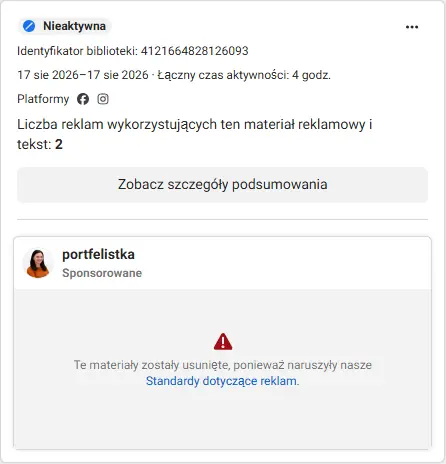 Nieaktywna
Identyfikator biblioteki: 4121664828126093
17 sie 2026–17 sie 2026 · Łączny czas aktywności: 4 godz.
Platformy
Liczba reklam wykorzystujących ten materiał reklamowy i
tekst: 2
Zobacz szczegóły podsumowania
portfelistka
Sponsorowane
Te materiały zostały usunięte, ponieważ naruszyły nasze
Standardy dotyczące reklam.